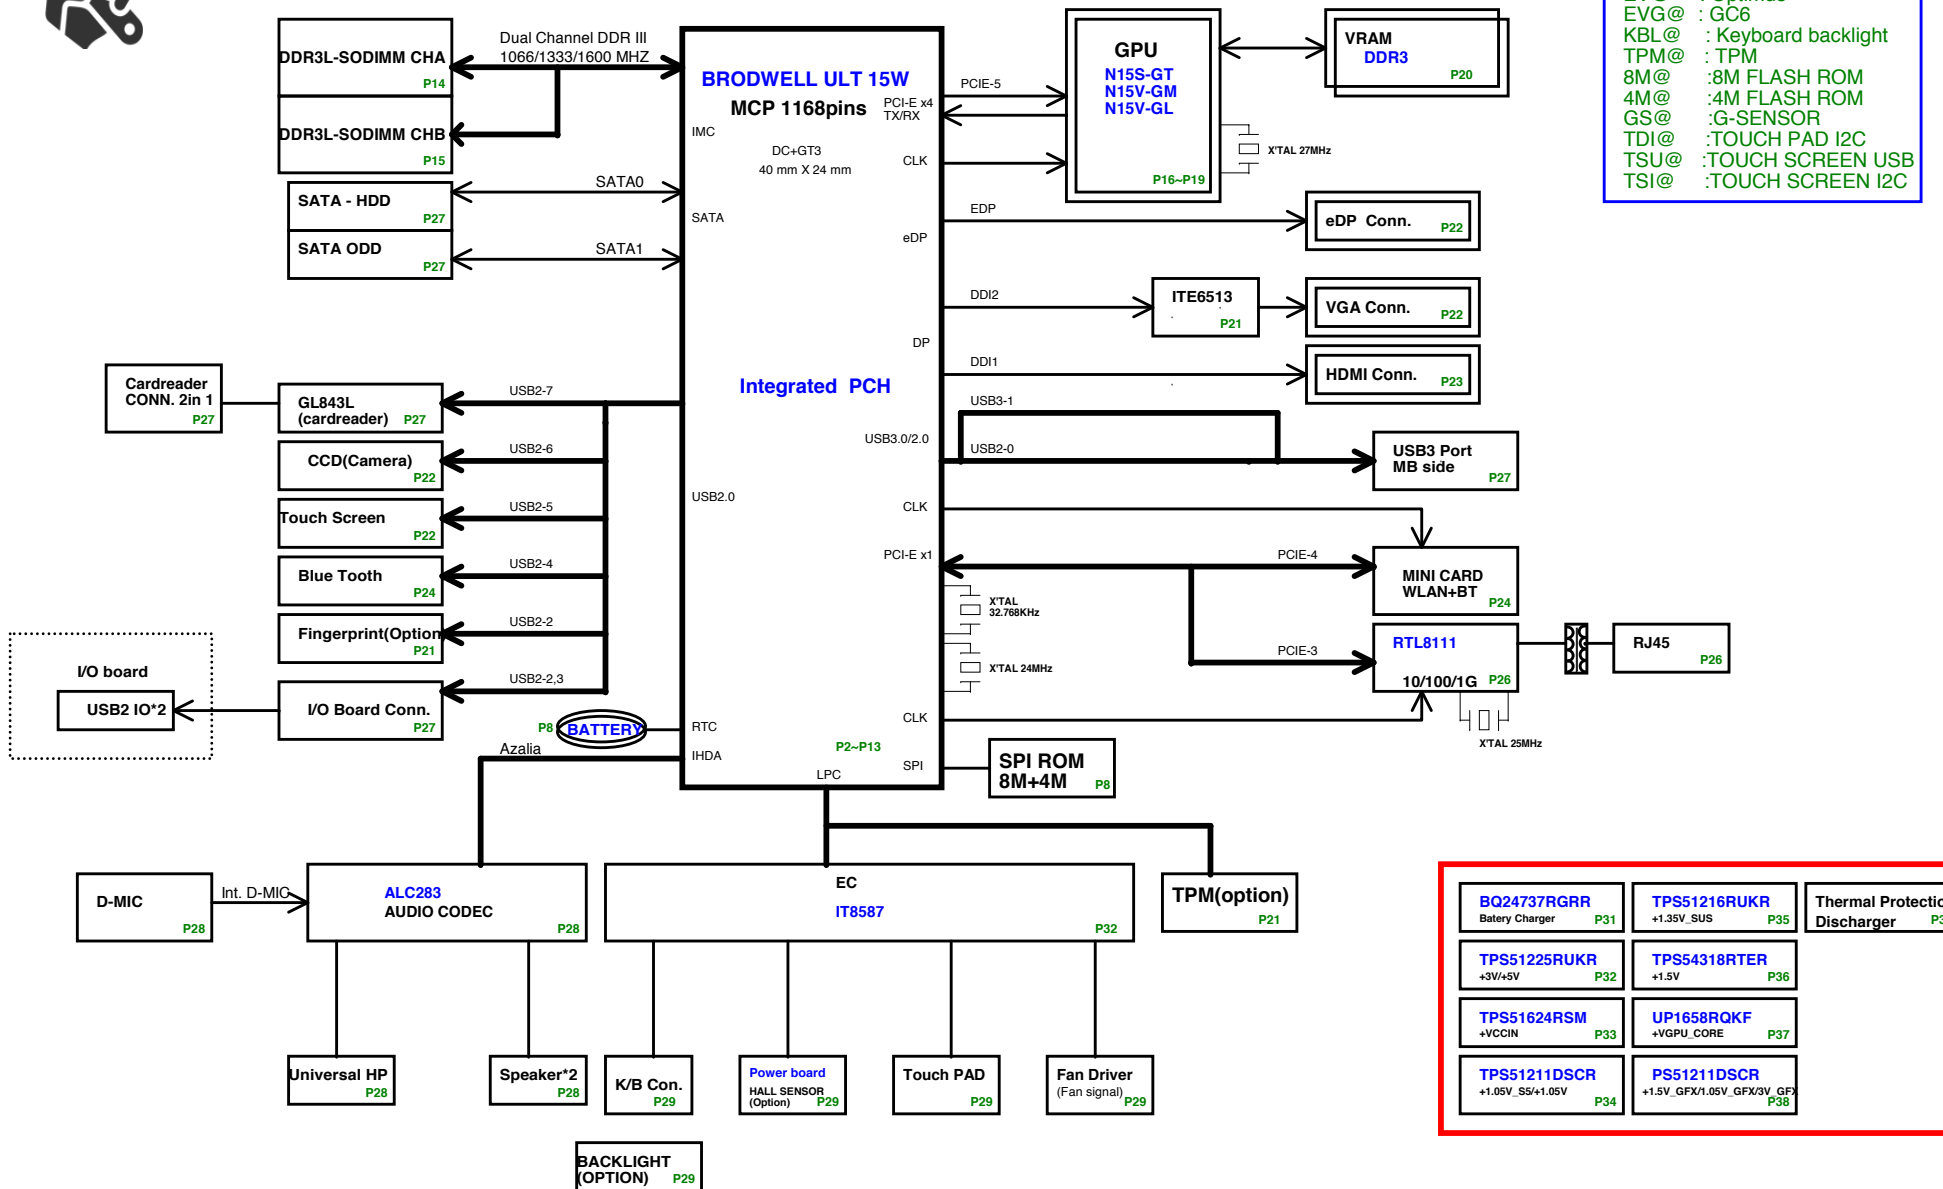 DDR3L-SODIMM CHA
P14
DDR3L-SODIMM CHB
P15
Dual Channel DDR III
1066/1333/1600 MHZ
SATA - HDD
P27
SATA ODD
P27
SATA0
SATA1
BRODWELL ULT 15W
MCP 1168pins
DC+GT3
40 mm X 24 mm
Integrated PCH
P2~P13
IMC
SATA
USB2.0
RTC
IHDA
LPC
SPI
PCI-E x4
TX/RX
CLK
eDP
DP
USB3.0/2.0
CLK
PCI-E x1
CLK
PCIE-5
GPU
N15S-GT
N15V-GM
N15V-GL
P16~P19
VRAM
DDR3
P20
X'TAL 27MHz
EVG@ : GC6
KBL@ : Keyboard backlight
TPM@ : TPM
8M@ :8M FLASH ROM
4M@ :4M FLASH ROM
GS@ :G-SENSOR
TDI@ :TOUCH PAD I2C
TSU@ :TOUCH SCREEN USB
TSI@ :TOUCH SCREEN I2C
EDP
eDP Conn.
P22
DDI2
ITE6513
P21
VGA Conn.
P22
DDI1
HDMI Conn.
P23
USB3-1
USB2-0
USB3 Port
MB side
P27
PCIE-4
MINI CARD
WLAN+BT
P24
X'TAL
32.768KHz
X'TAL 24MHz
PCIE-3
RTL8111
10/100/1G
P26
RJ45
P26
X'TAL 25MHz
SPI ROM
8M+4M
P8
Cardreader
CONN. 2in 1
P27
GL843L
(cardreader)
P27
USB2-7
CCD(Camera)
P22
USB2-6
Touch Screen
P22
USB2-5
Blue Tooth
P24
USB2-4
Fingerprint(Option
P21
USB2-2
I/O Board Conn.
P27
USB2-2,3
I/O board
USB2 IO*2
P8
BATTERY
Azalia
D-MIC
P28
Int. D-MIC
ALC283
AUDIO CODEC
P28
EC
IT8587
P32
TPM(option)
P21
Universal HP
P28
Speaker*2
P28
K/B Con.
P29
Power board
HALL SENSOR
(Option)
P29
Touch PAD
P29
Fan Driver
(Fan signal)
P29
BACKLIGHT
(OPTION)
P29
BQ24737RGRR
Batery Charger
P31
TPS51216RUKR
+1.35V_SUS
P35
Thermal Protectio
Discharger
TPS51225RUKR
+3V/+5V
P32
TPS54318RTER
+1.5V
P36
TPS51624RSM
+VCCIN
P33
UP1658RQKF
+VGPU_CORE
P37
TPS51211DSCR
+1.05V_S5/+1.05V
P34
PS51211DSCR
+1.5V_GFX/1.05V_GFX/3V_GFX
P38